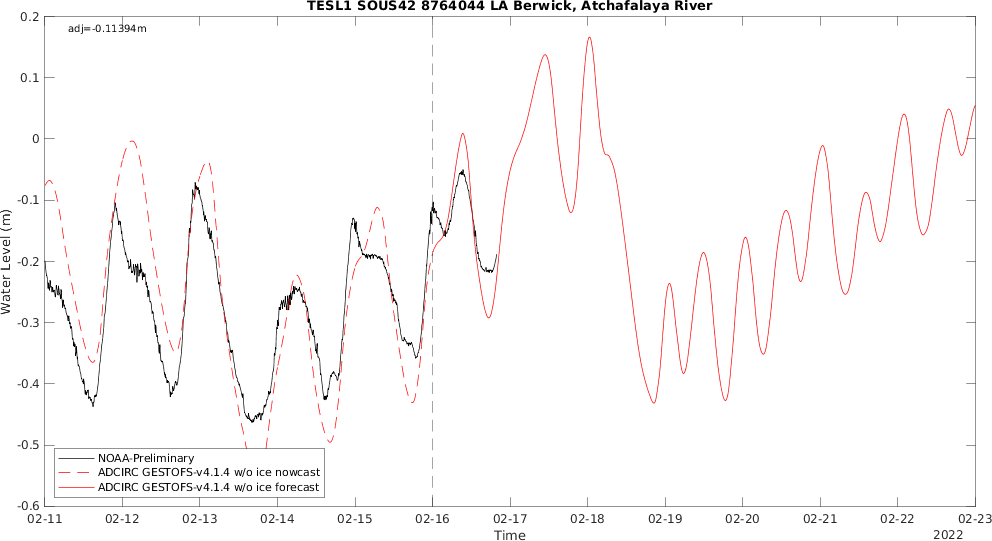 TESL1 SOUS42 8764044 LA Berwick, Atchafalaya River
adj=-0.11394m
Water Level (m)
0.2
0.1
0
-0.1
-0.2
-0.3
-0.4
-0.5
-0.6
NOAA-Preliminary
ADCIRC GESTOFS-v4.1.4 w/o ice nowcast
ADCIRC GESTOFS-v4.1.4 w/o ice forecast
02-11 02-12 02-13 02-14 02-15 02-16 02-17 02-18 02-19 02-20 02-21 02-22 02-23
Time
2022